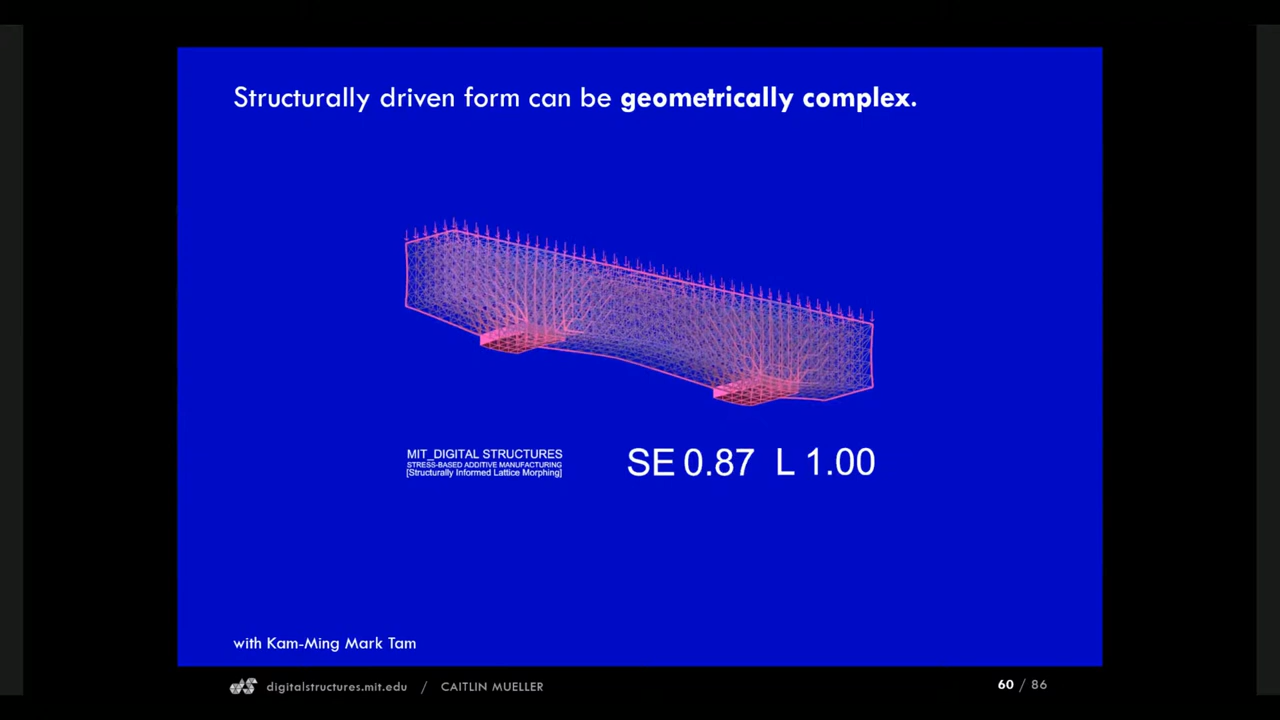 Structurally driven form can be geometrically complex.
MIT_DIGITAL STRUCTURES
STRESS-BASED ADDITIVE MANUFACTURING
[Structurally Informed Lattice Morphing]
SE 0.87 L 1.00
with Kam-Ming Mark Tam
digitalstructures.mit.edu / CAITLIN MUELLER
60 / 86